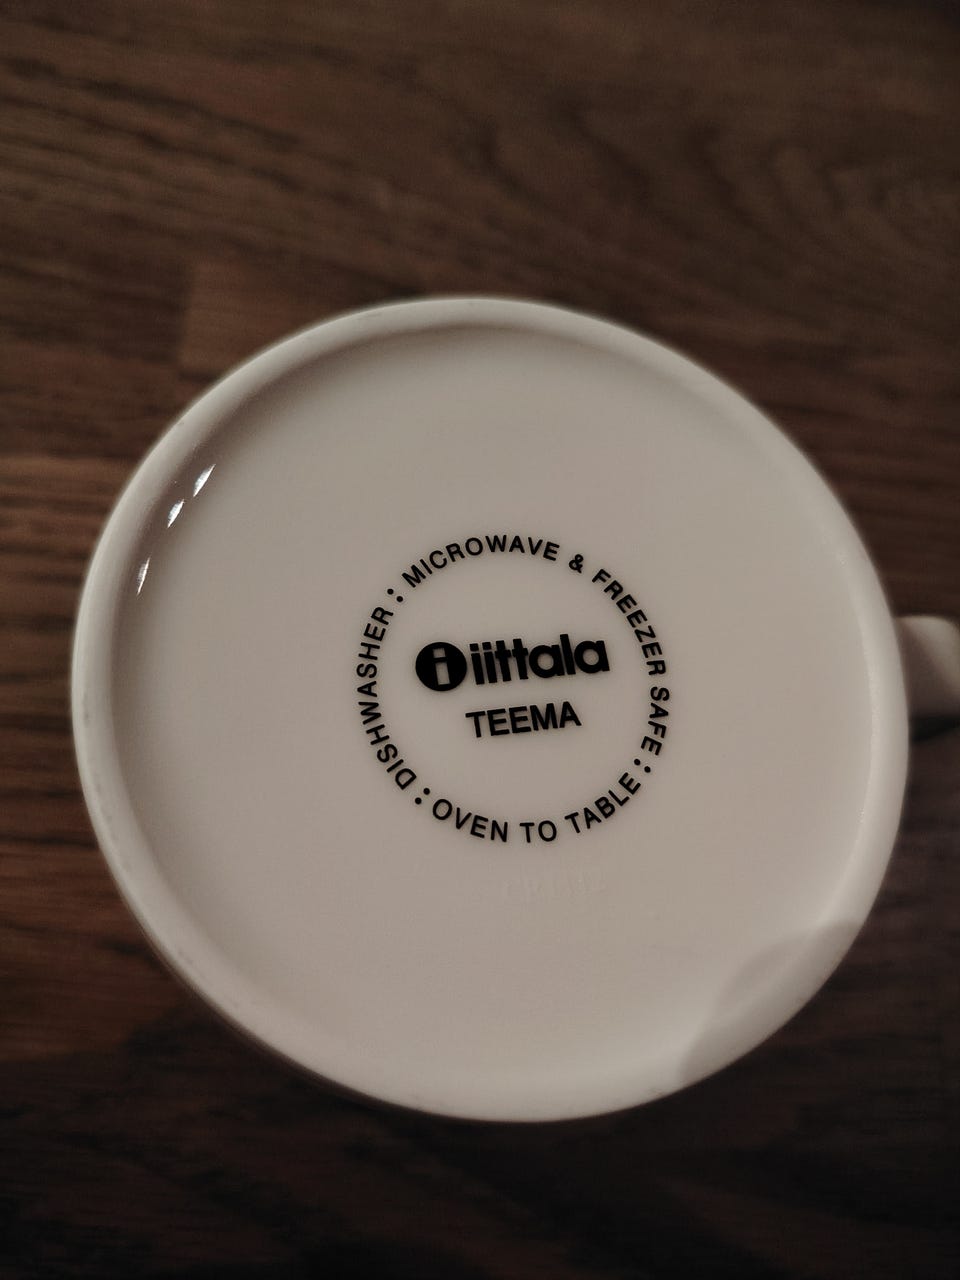 MICROWAVE & FREEZER SAFE :
OVEN TO TABLE :
DISHWASHER :
i iittala
TEEMA